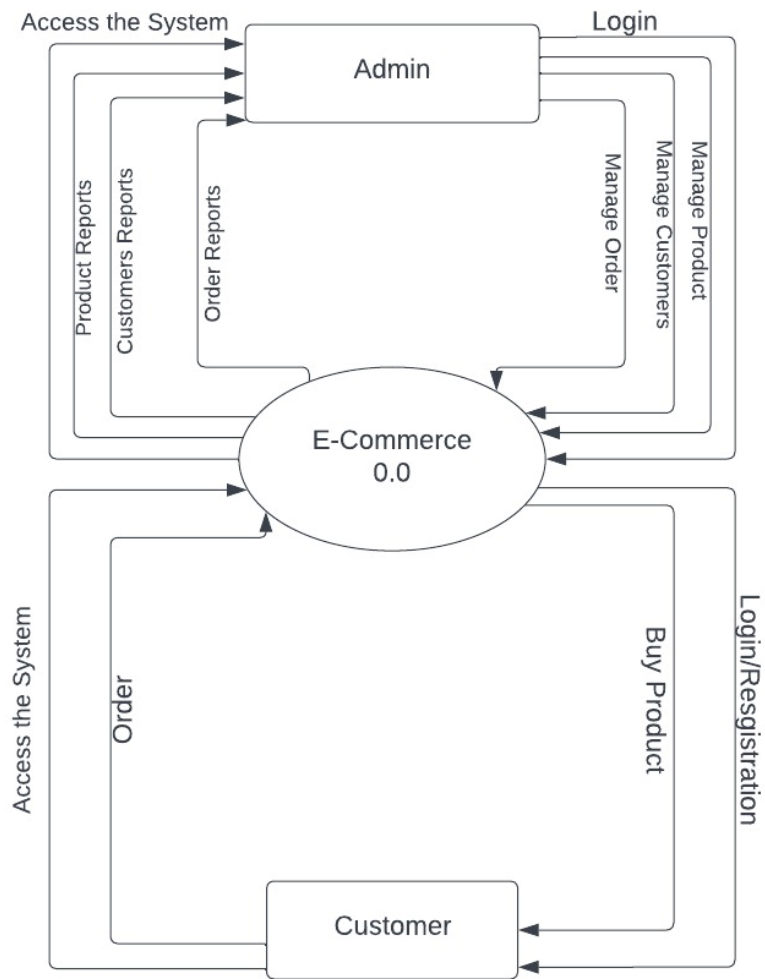 Access the System
Login
Admin
Product Reports
Customers Reports
Order Reports
Manage Order
Manage Customers
Manage Product
E-Commerce
0.0
Access the System
Order
Buy Product
Login/Resgistration
Customer